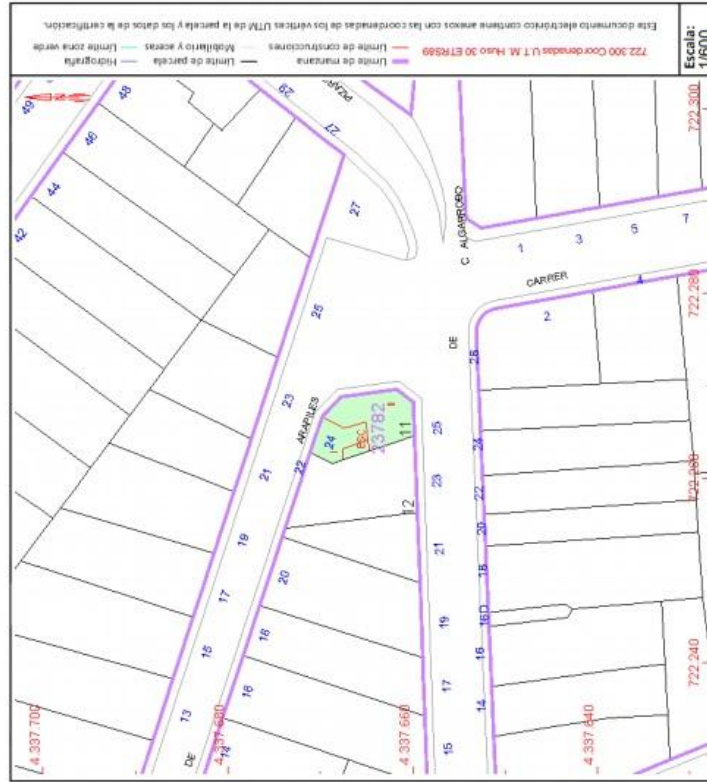 Este documento electrónico contiene anexos con las coordenadas de los vértices UTM de la parcela y los datos de la certificación.
722.300 Coordenadas U.T.M. Huso 30 ETRS89
Límite de manzana
Límite de construcciones
Límite de parcela
Mobiliario y aceras
Hidrografía
Límite zona verde
Escala:
1/600
49
48
46
44
42
29
27
27
25
23
21
19
17
15
13
DE
ARAPILES
22
24
20
18
16
14
E&C
I
II
23782
11
12
25
23
21
19
17
15
C ALGARROBO
DE
CARRER
1
3
5
7
2
4
26
24
22
20
18
16D
16
14
4.337.700
4.337.680
4.337.660
4.337.640
722.300
722.280
722.260
722.240